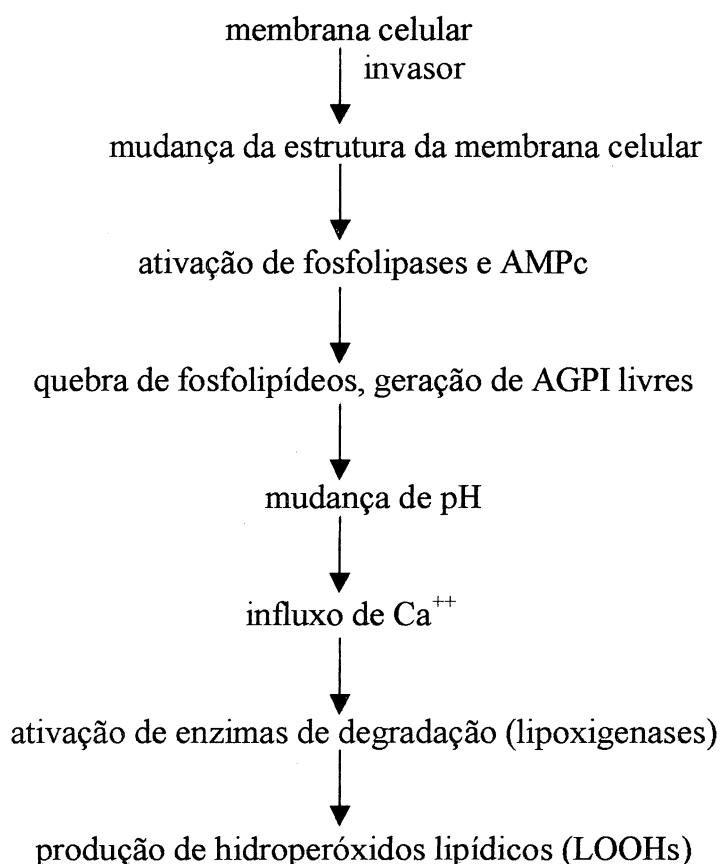 membrana celular
invasor
mudança da estrutura da membrana celular
ativação de fosfolipases e AMPc
quebra de fosfolipídeos, geração de AGPI livres
mudança de pH
influxo de Ca⁺⁺
ativação de enzimas de degradação (lipoxigenases)
produção de hidroperóxidos lipídicos (LOOHs)